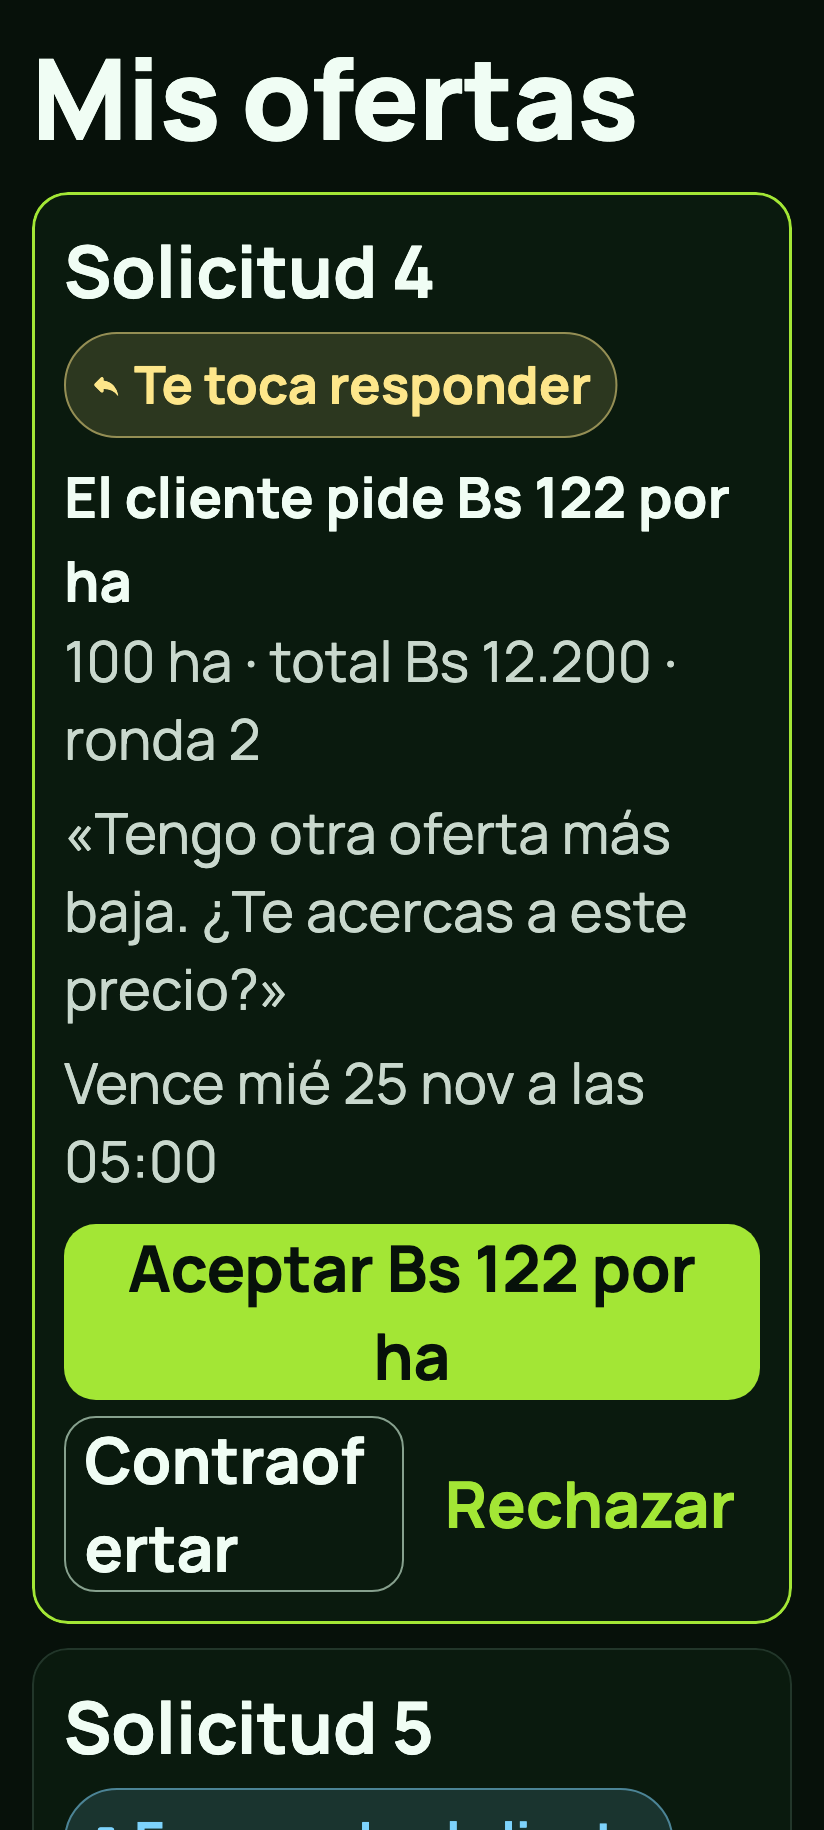 Mis ofertas
Solicitud 4
Te toca responder
El cliente pide Bs 122 por
ha
100 ha · total Bs 12.200 ·
ronda 2
«Tengo otra oferta más
baja. ¿Te acercas a este
precio?»
Vence mié 25 nov a las
05:00
Aceptar Bs 122 por
ha
Contraof
ertar
Rechazar
Solicitud 5